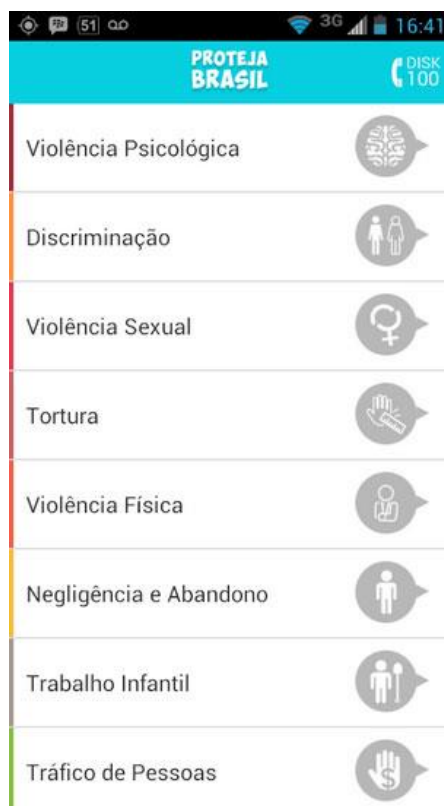 51 3G 16:41
PROTEJA
BRASIL
DISK
100
Violência Psicológica
Discriminação
Violência Sexual
Tortura
Violência Física
Negligência e Abandono
Trabalho Infantil
Tráfico de Pessoas
$